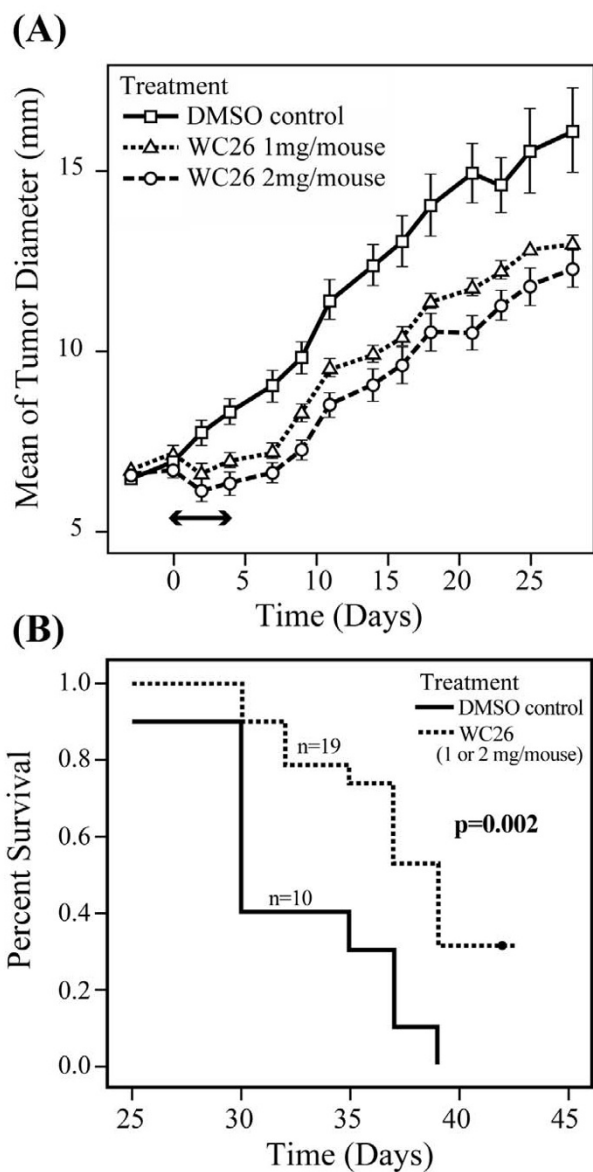 (A)
Treatment
DMSO control
WC26 1mg/mouse
WC26 2mg/mouse
Mean of Tumor Diameter (mm)
15
10
5
0 5 10 15 20 25
Time (Days)
(B)
Treatment
DMSO control
WC26
(1 or 2 mg/mouse)
n=19
p=0.002
n=10
Percent Survival
1.0
0.8
0.6
0.4
0.2
0.0
25 30 35 40 45
Time (Days)